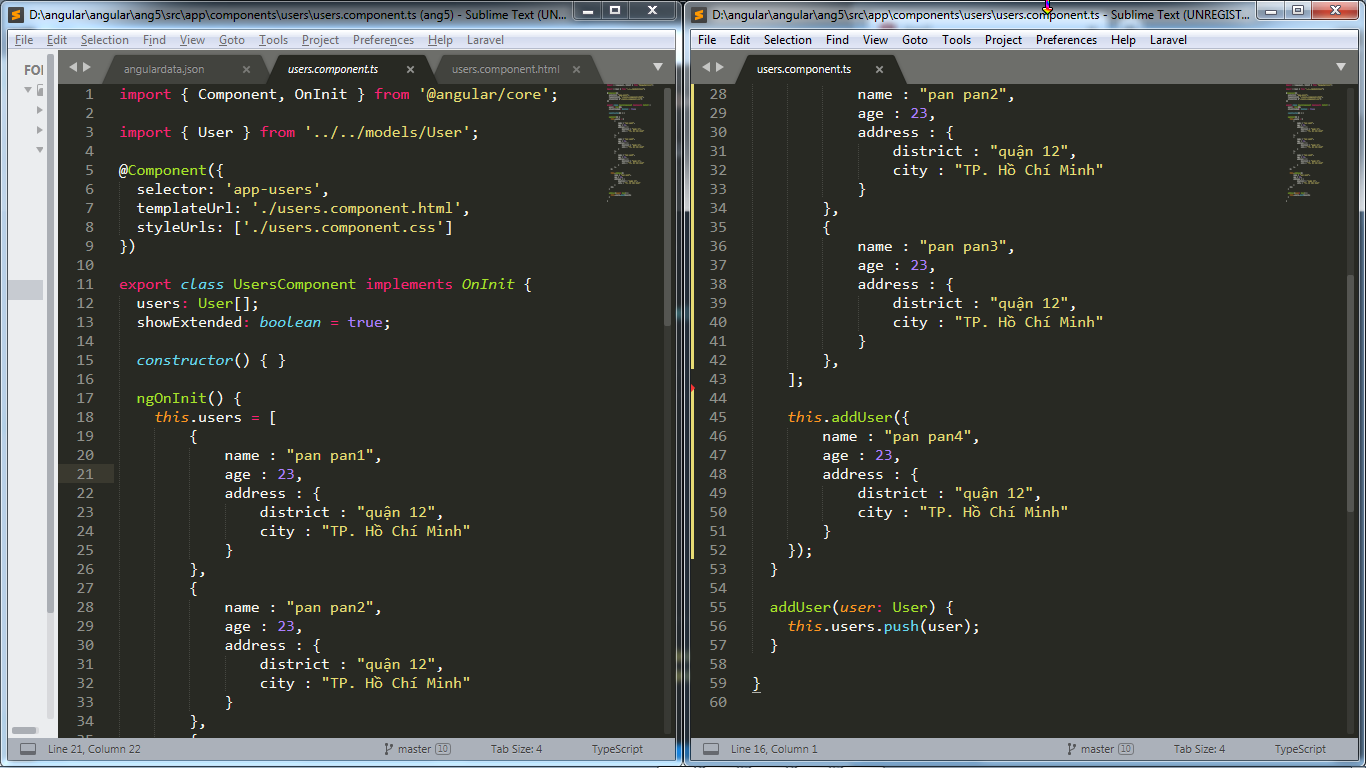 D:\angular\angular\ang5\src\app\components\users\users.component.ts (ang5) - Sublime Text (UN...
File Edit Selection Find View Goto Tools Project Preferences Help Laravel
FOI
angulardata.json × users.component.ts × users.component.html ×
1 import { Component, OnInit } from '@angular/core';
2
3 import { User } from '../../models/User';
4
5 @Component({
6 selector: 'app-users',
7 templateUrl: './users.component.html',
8 styleUrls: ['./users.component.css']
9 })
10
11 export class UsersComponent implements OnInit {
12 users: User[];
13 showExtended: boolean = true;
14
15 constructor() { }
16
17 ngOnInit() {
18 this.users = [
19 {
20 name : "pan pan1",
21 age : 23,
22 address : {
23 district : "quận 12",
24 city : "TP. Hồ Chí Minh"
25 }
26 },
27 {
28 name : "pan pan2",
29 age : 23,
30 address : {
31 district : "quận 12",
32 city : "TP. Hồ Chí Minh"
33 }
34 },
Line 21, Column 22 master 10 Tab Size: 4 TypeScript
D:\angular\angular\ang5\src\app\components\users\users.component.ts - Sublime Text (UNREGIST...
File Edit Selection Find View Goto Tools Project Preferences Help Laravel
users.component.ts ×
28 name : "pan pan2",
29 age : 23,
30 address : {
31 district : "quận 12",
32 city : "TP. Hồ Chí Minh"
33 }
34 },
35 {
36 name : "pan pan3",
37 age : 23,
38 address : {
39 district : "quận 12",
40 city : "TP. Hồ Chí Minh"
41 }
42 },
43 ];
44
45 this.addUser({
46 name : "pan pan4",
47 age : 23,
48 address : {
49 district : "quận 12",
50 city : "TP. Hồ Chí Minh"
51 }
52 });
53 }
54
55 addUser(user: User) {
56 this.users.push(user);
57 }
58
59 }
60
Line 16, Column 1 master 10 Tab Size: 4 TypeScript